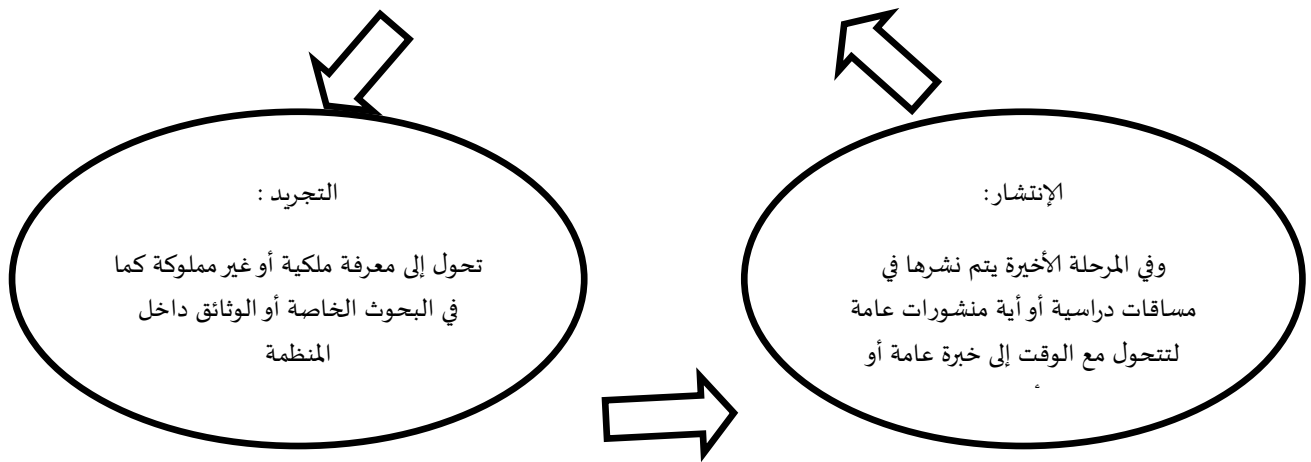 التجريد :
تحول إلى معرفة ملكية أو غير مملوكة كما
في البحوث الخاصة أو الوثائق داخل
المنظمة
الإنتشار:
وفي المرحلة الأخيرة يتم نشرها في
مساقات دراسية أو أية منشورات عامة
لتتحول مع الوقت إلى خبرة عامة أو